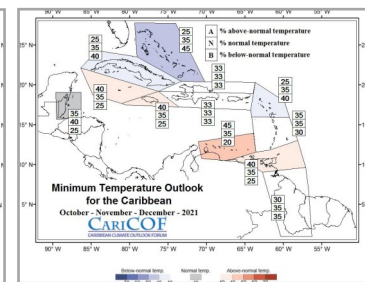 A % above-normal temperature
N % normal temperature
B % below-normal temperature
25
35
40
25
35
45
33
33
33
25
35
40
40
35
25
40
35
25
33
33
33
35
40
25
35
35
30
45
35
20
40
35
25
30
35
35
25° N
20° N
15° N
10° N
5° N
Minimum Temperature Outlook
for the Caribbean
October - November - December - 2021
CARICOF
CARIBBEAN CLIMATE OUTLOOK FORUM
90° W 85° W 80° W 75° W 70° W 65° W 60° W 55° W
Below-normal temp. Normal temp. Above-normal temp.